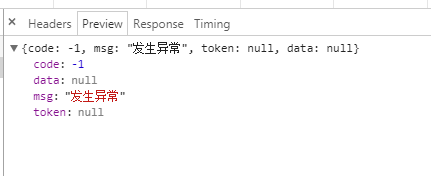 × Headers Preview Response Timing
▼{code: -1, msg: "发生异常", token: null, data: null}
code: -1
data: null
msg: "发生异常"
token: null